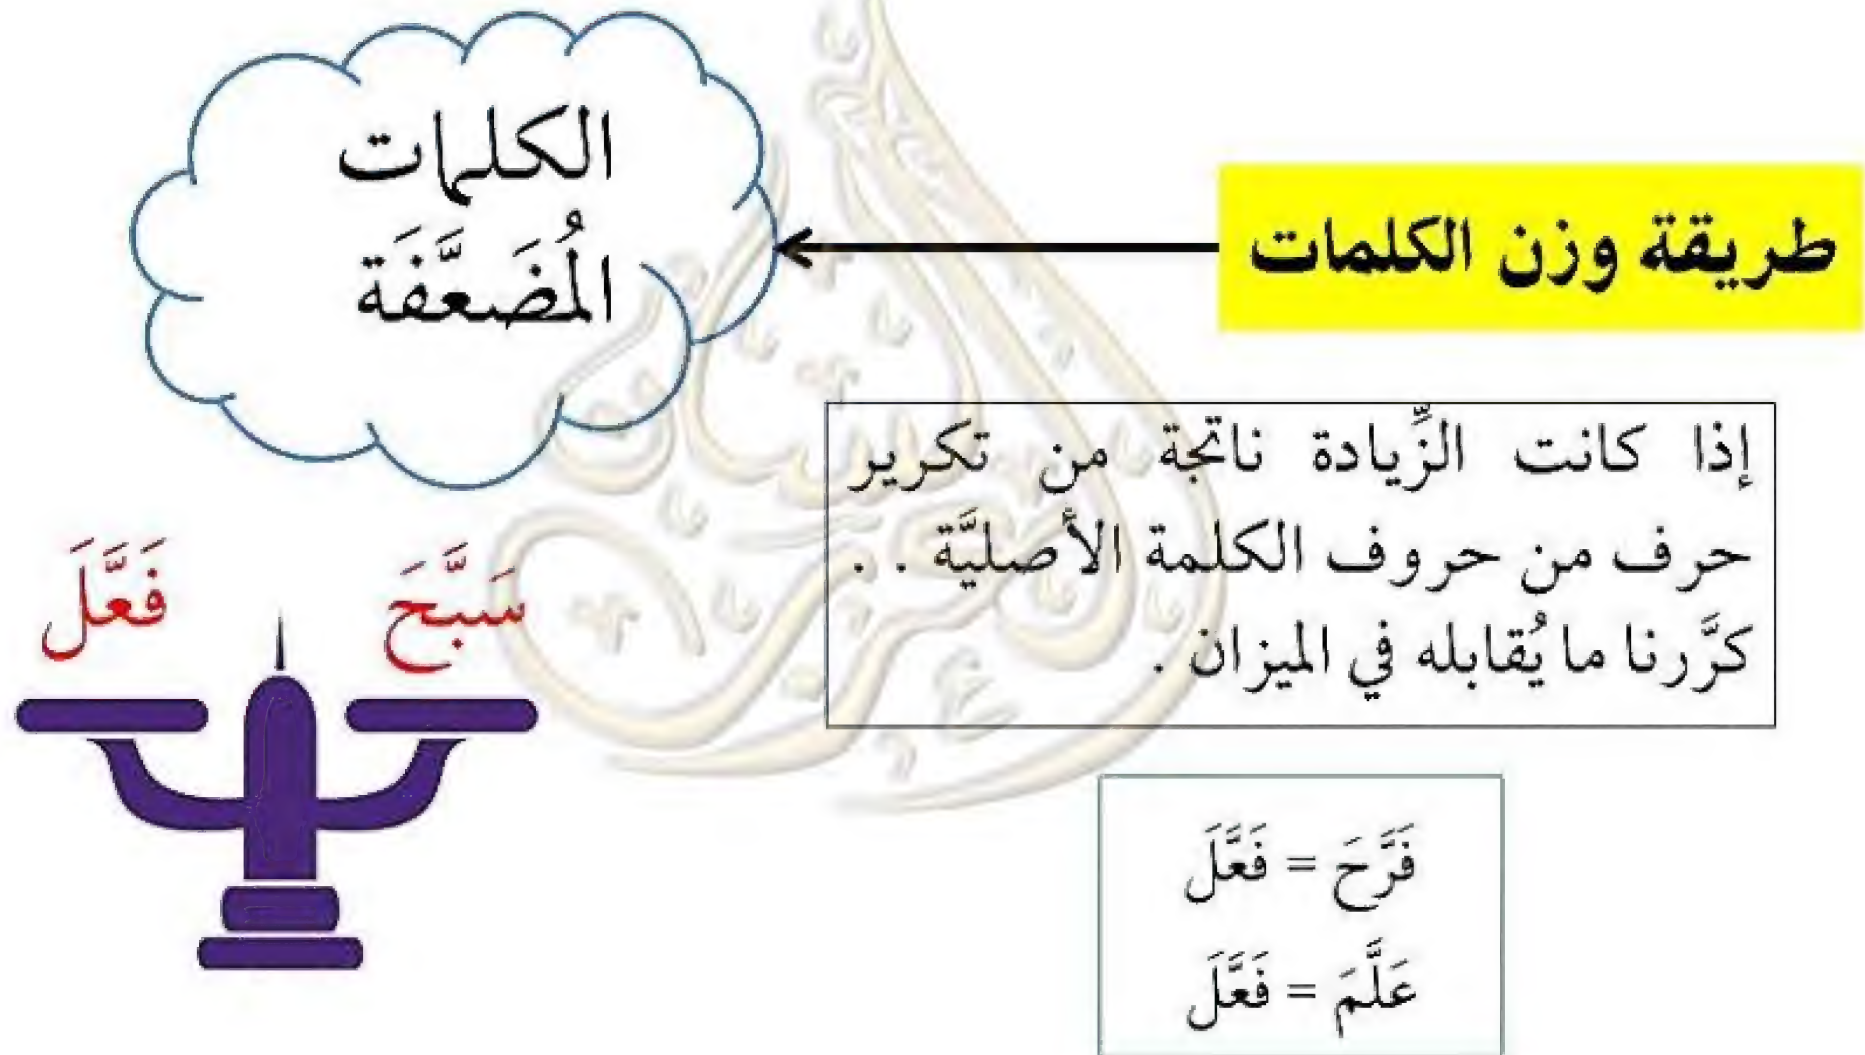 طريقة وزن الكلمات
الكلمات
المُضَعَّفَة
إذا كانت الزِّيادة ناتجة من تكرير
حرف من حروف الكلمة الأصليَّة . .
كرَّرنا ما يُقابله في الميزان .
سَبَّحَ فَعَّلَ
فَرَّحَ = فَعَّلَ
عَلَّمَ = فَعَّلَ